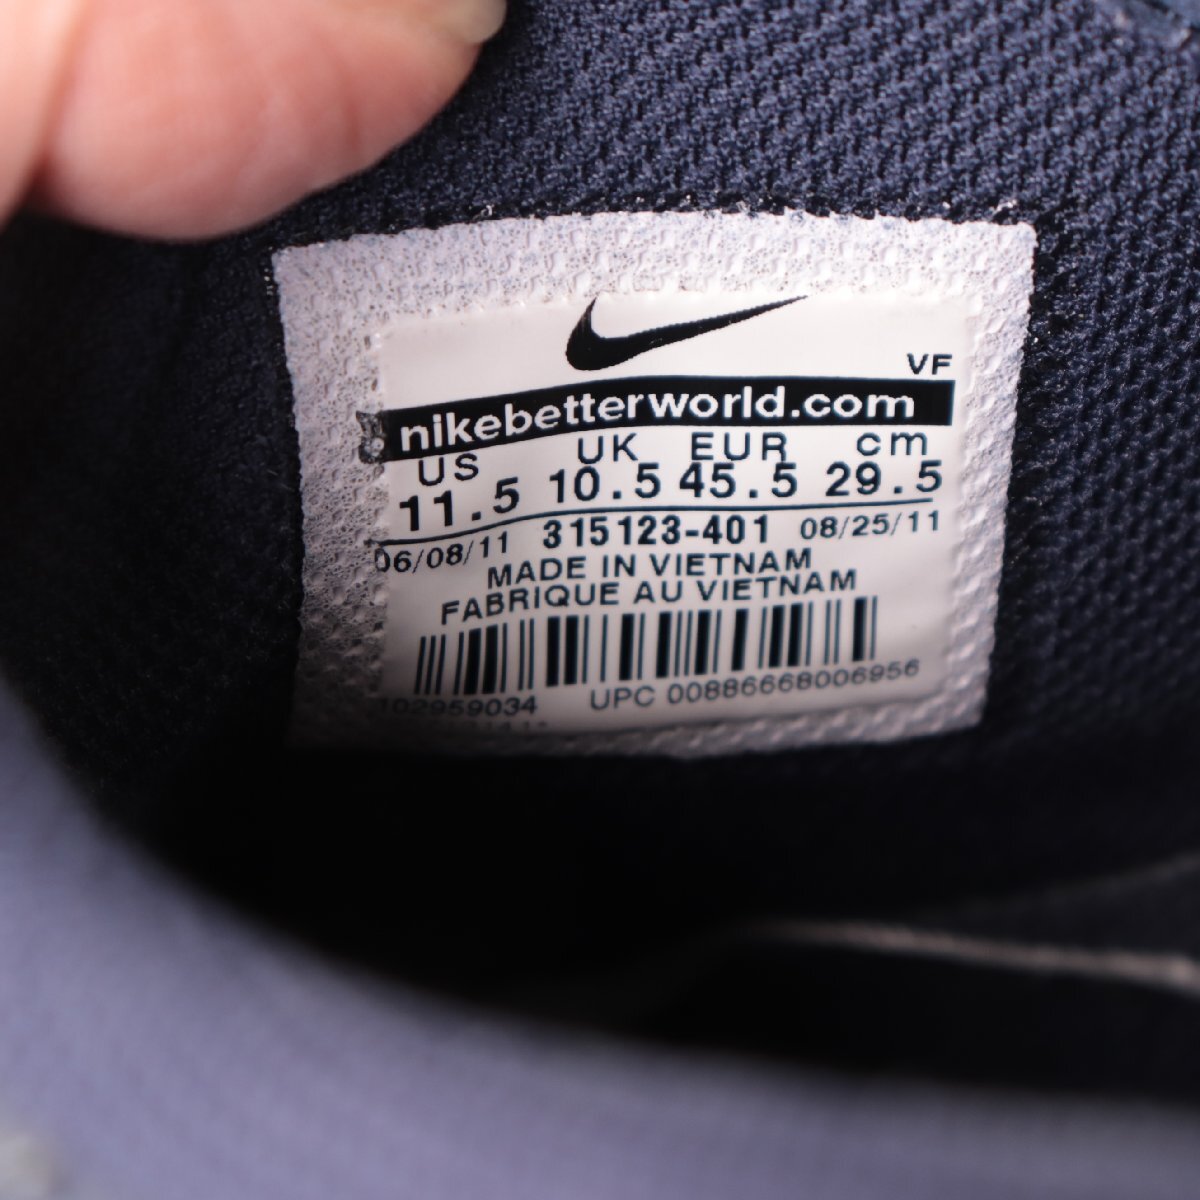 VF
nikebetterworld.com
US UK EUR cm
11.5 10.5 45.5 29.5
06/08/11 315123-401 08/25/11
MADE IN VIETNAM
FABRIQUE AU VIETNAM
102959034 UPC 00886668006956